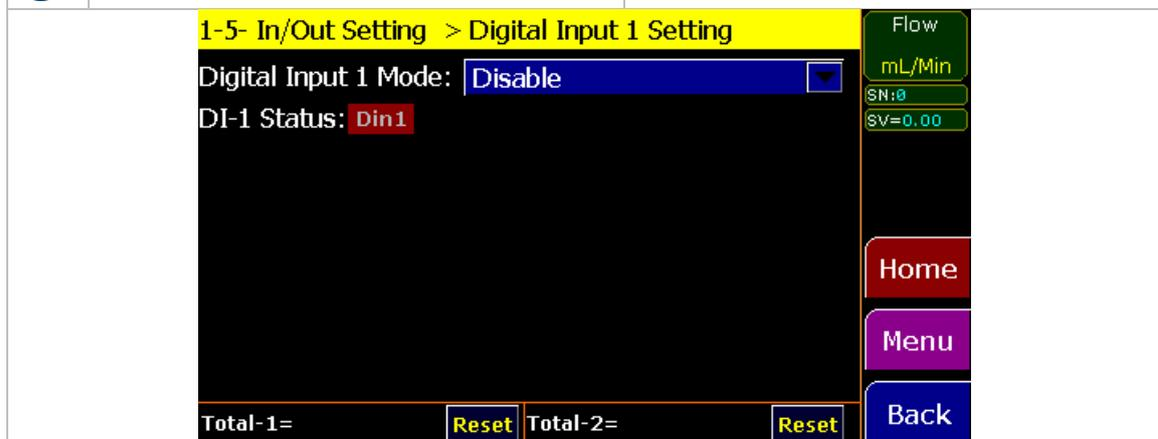 1-5- In/Out Setting > Digital Input 1 Setting
Digital Input 1 Mode: Disable
DI-1 Status: Din1
Total-1= Reset Total-2= Reset
Flow
mL/Min
SN:0
SV=0.00
Home
Menu
Back